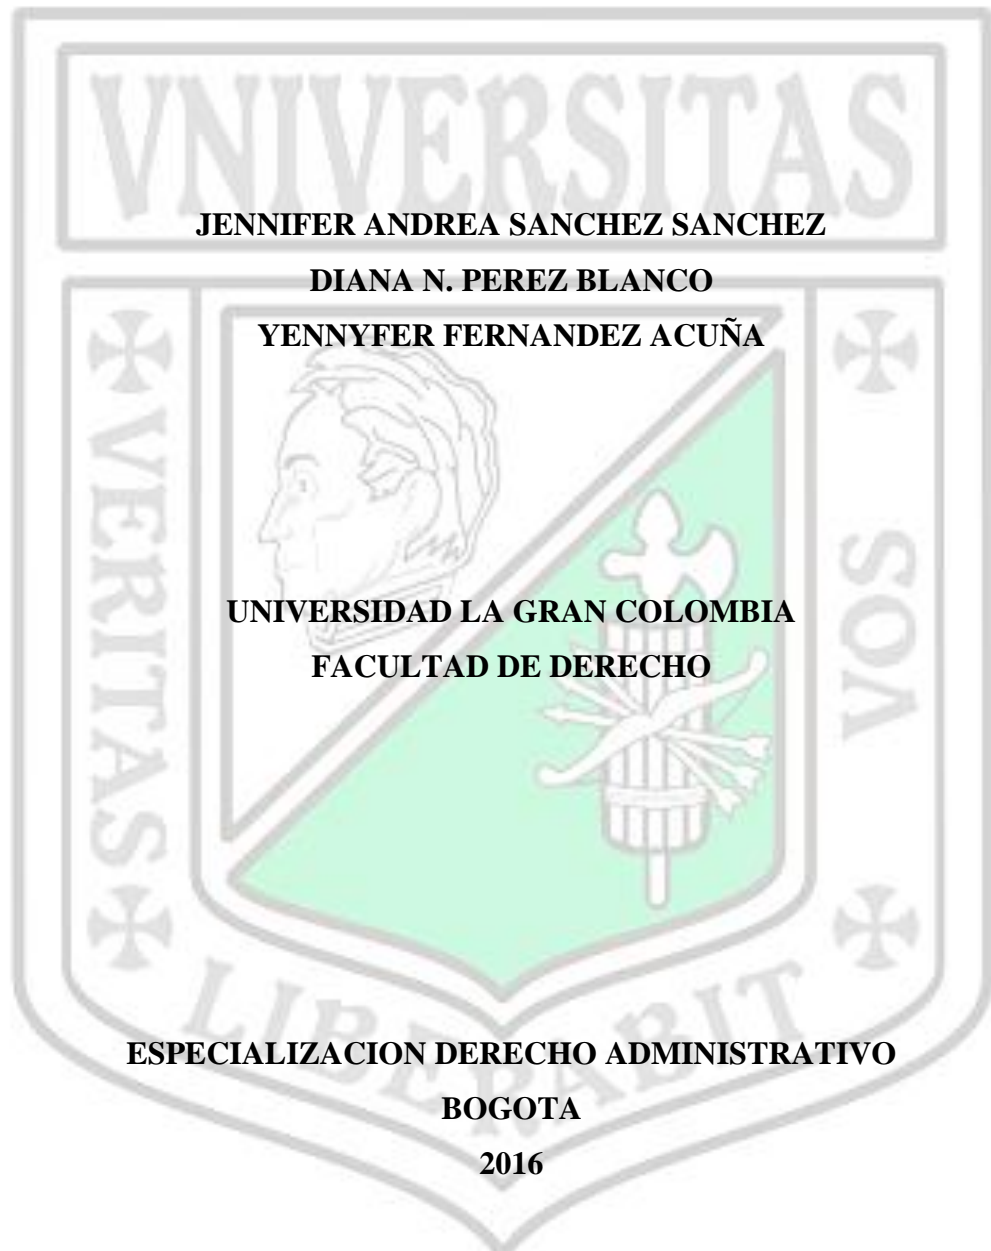 VNIVERSITAS
JENNIFER ANDREA SANCHEZ SANCHEZ
DIANA N. PEREZ BLANCO
YENNYFER FERNANDEZ ACUÑA
VERITAS
VOS
UNIVERSIDAD LA GRAN COLOMBIA
FACULTAD DE DERECHO
LIBERABIT
ESPECIALIZACION DERECHO ADMINISTRATIVO
BOGOTA
2016